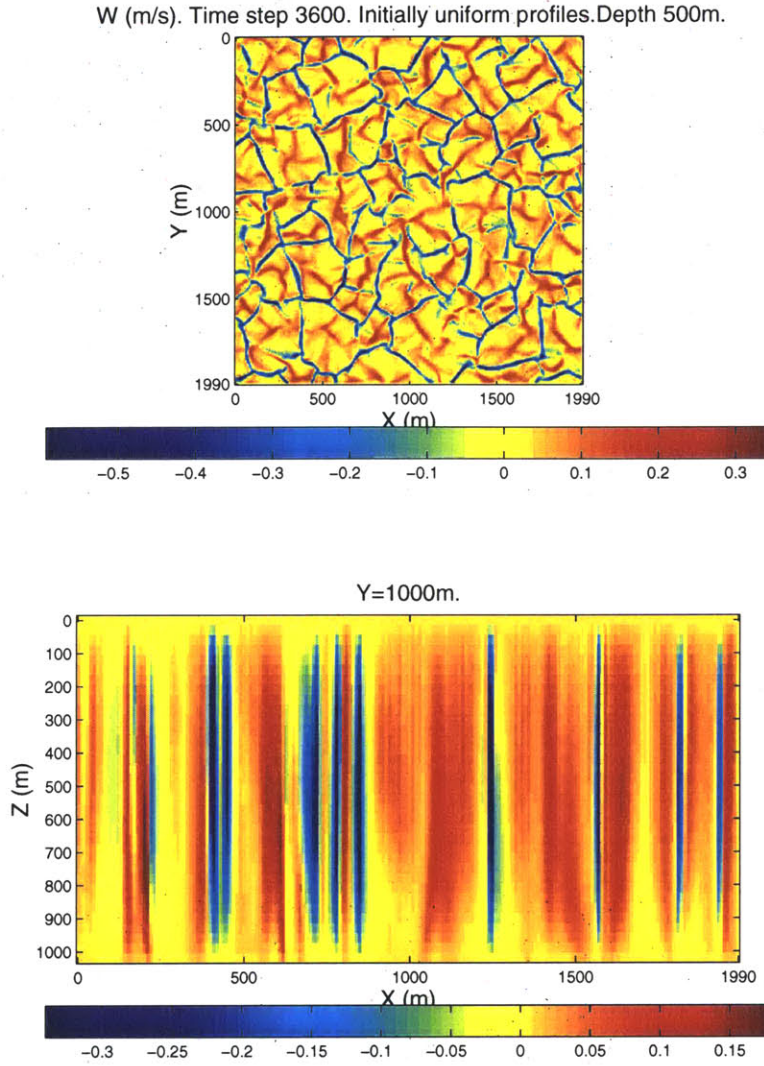 W (m/s). Time step 3600. Initially uniform profiles.Depth 500m.
0
500
1000
1500
1990
Y (m)
0 500 1000 1500 1990
X (m)
−0.5 −0.4 −0.3 −0.2 −0.1 0 0.1 0.2 0.3
Y=1000m.
0
100
200
300
400
500
600
700
800
900
1000
Z (m)
0 500 1000 1500 1990
X (m)
−0.3 −0.25 −0.2 −0.15 −0.1 −0.05 0 0.05 0.1 0.15